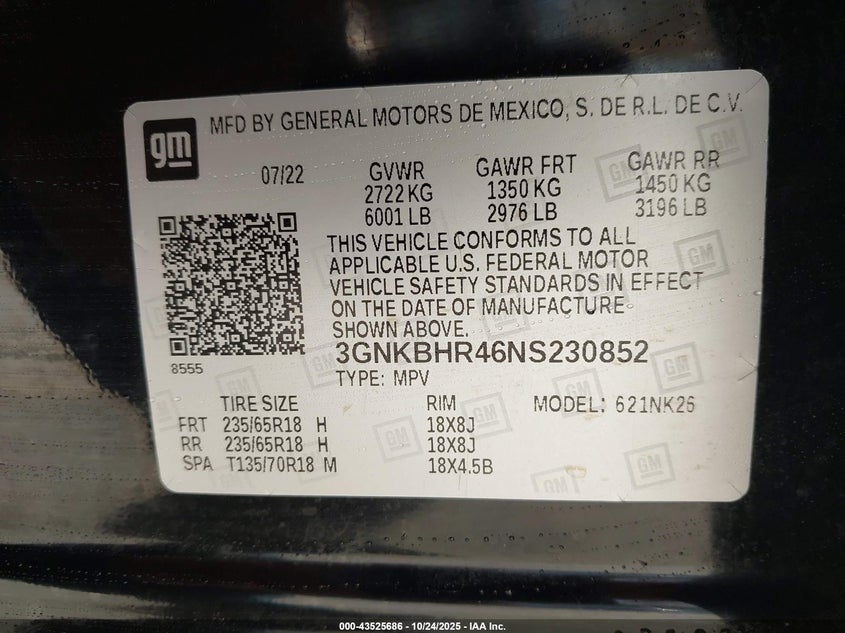 gm
MFD BY GENERAL MOTORS DE MEXICO, S. DE R.L. DE C.V.
07/22 GVWR GAWR FRT GAWR RR
2722 KG 1350 KG 1450 KG
6001 LB 2976 LB 3196 LB
THIS VEHICLE CONFORMS TO ALL
APPLICABLE U.S. FEDERAL MOTOR
VEHICLE SAFETY STANDARDS IN EFFECT
ON THE DATE OF MANUFACTURE
SHOWN ABOVE.
8555
3GNKBHR46NS230852
TYPE: MPV
TIRE SIZE RIM MODEL: 621NK26
FRT 235/65R18 H 18X8J
RR 235/65R18 H 18X8J
SPA T135/70R18 M 18X4.5B
000-43525686 - 10/24/2025 - IAA Inc.